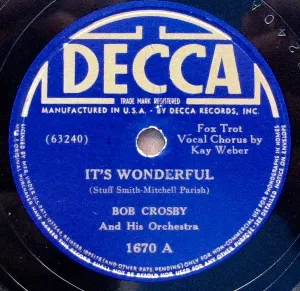 DECCA
TRADE MARK REGISTERED
MANUFACTURED IN U.S.A. - BY DECCA RECORDS, INC.
(63240)
Fox Trot
Vocal Chorus by
Kay Weber
IT'S WONDERFUL
(Stuff Smith-Mitchell Parish)
BOB CROSBY
And His Orchestra
1670 A